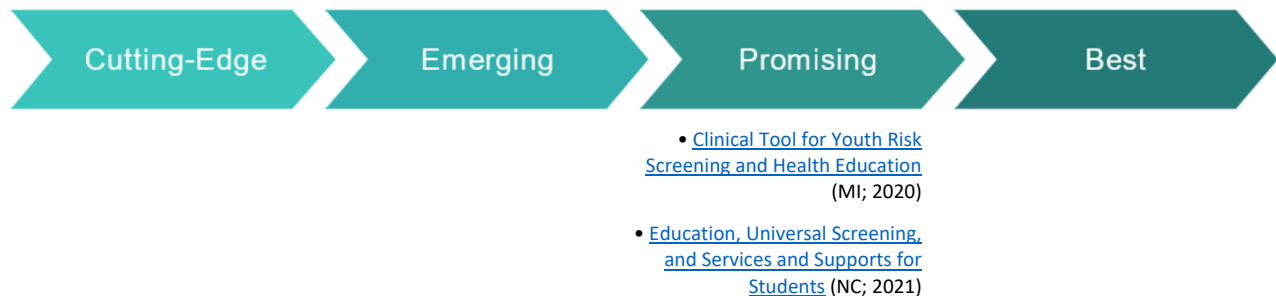 Cutting-Edge
Emerging
Promising
Best
• Clinical Tool for Youth Risk
Screening and Health Education
(MI; 2020)
• Education, Universal Screening,
and Services and Supports for
Students (NC; 2021)